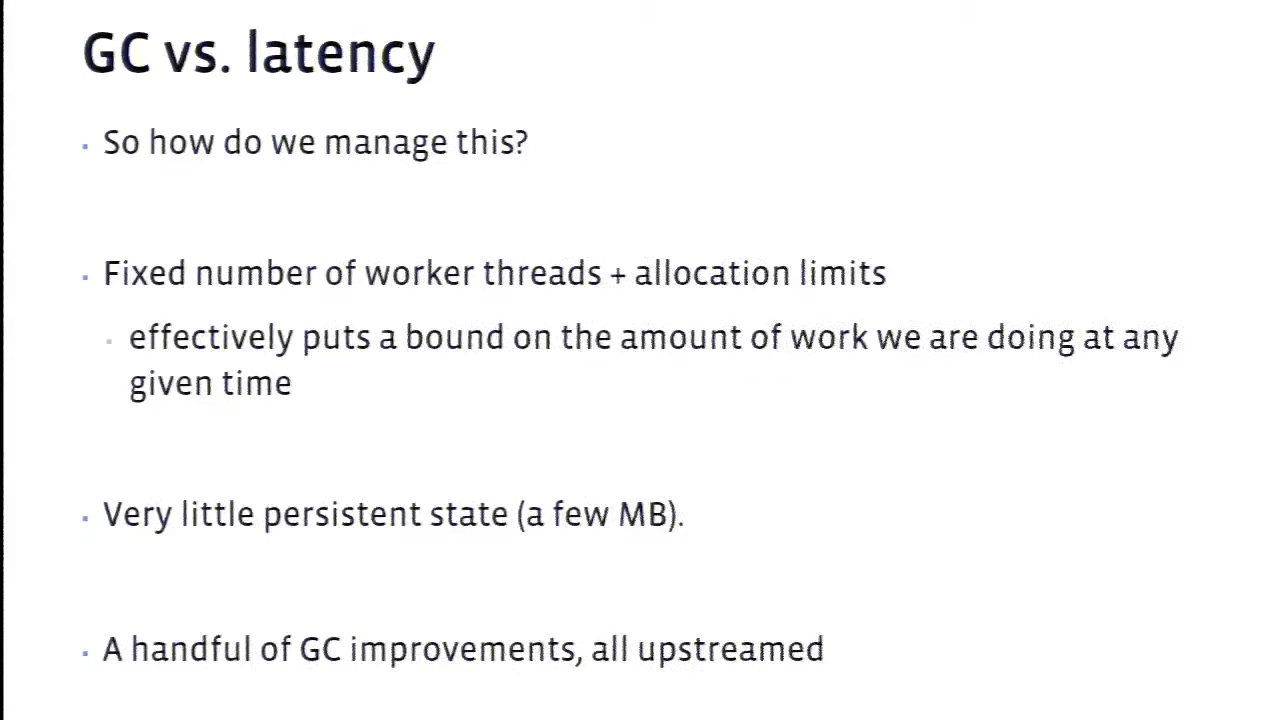 GC vs. latency
So how do we manage this?
Fixed number of worker threads + allocation limits
effectively puts a bound on the amount of work we are doing at any
given time
Very little persistent state (a few MB).
A handful of GC improvements, all upstreamed